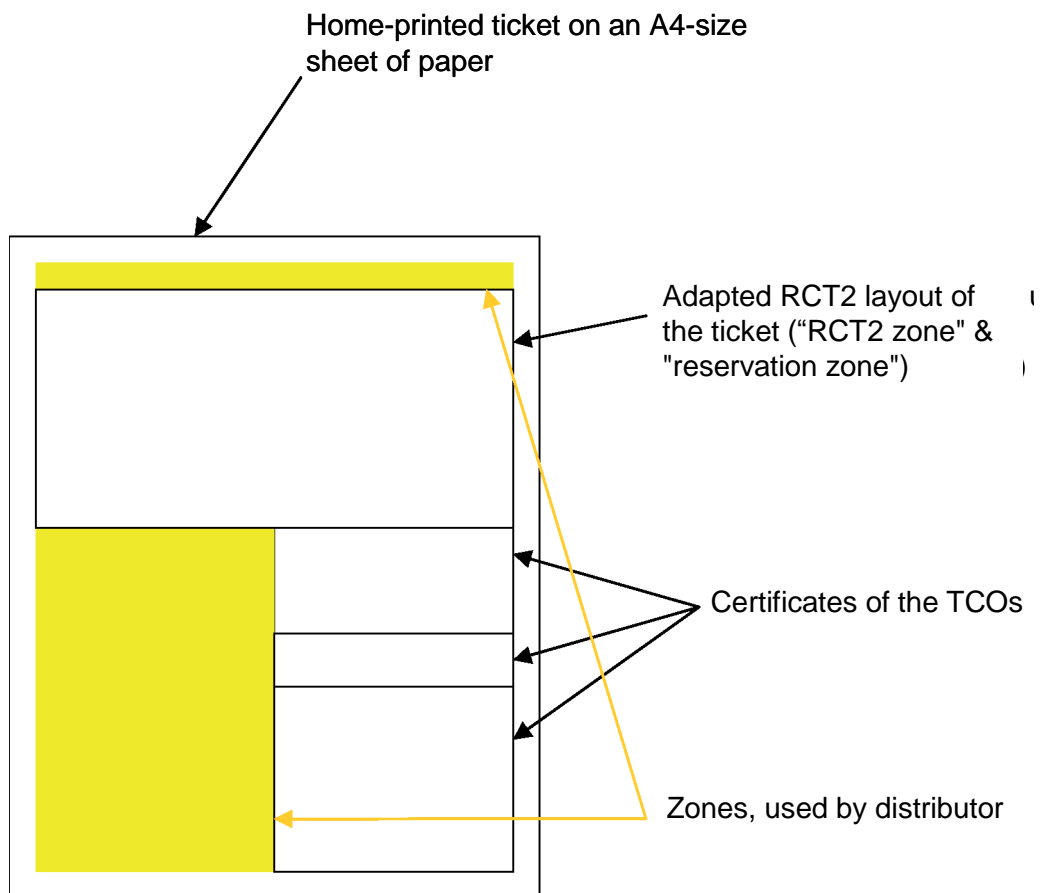 Home-printed ticket on an A4-size
sheet of paper
Adapted RCT2 layout of
the ticket (“RCT2 zone" &
"reservation zone")
Certificates of the TCOs
Zones, used by distributor